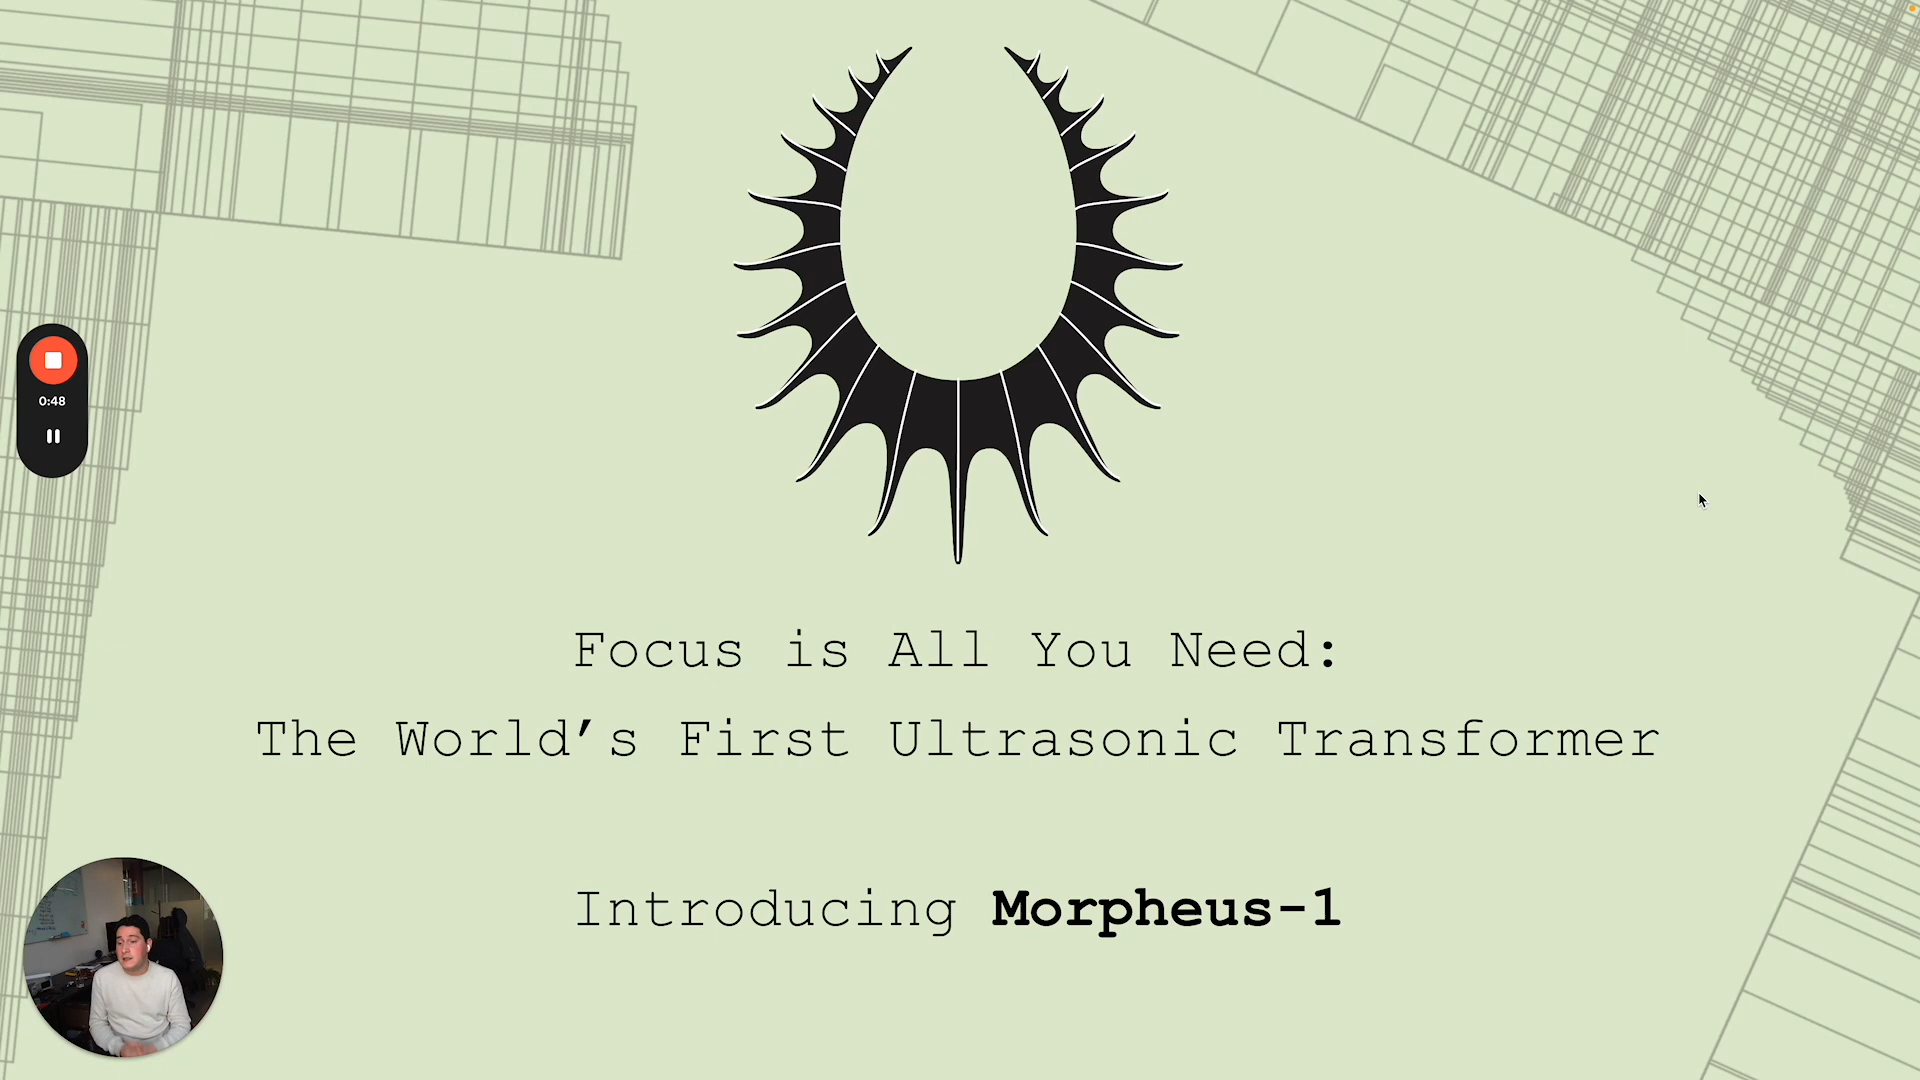 0:48
Focus is All You Need:
The World’s First Ultrasonic Transformer
Introducing Morpheus-1